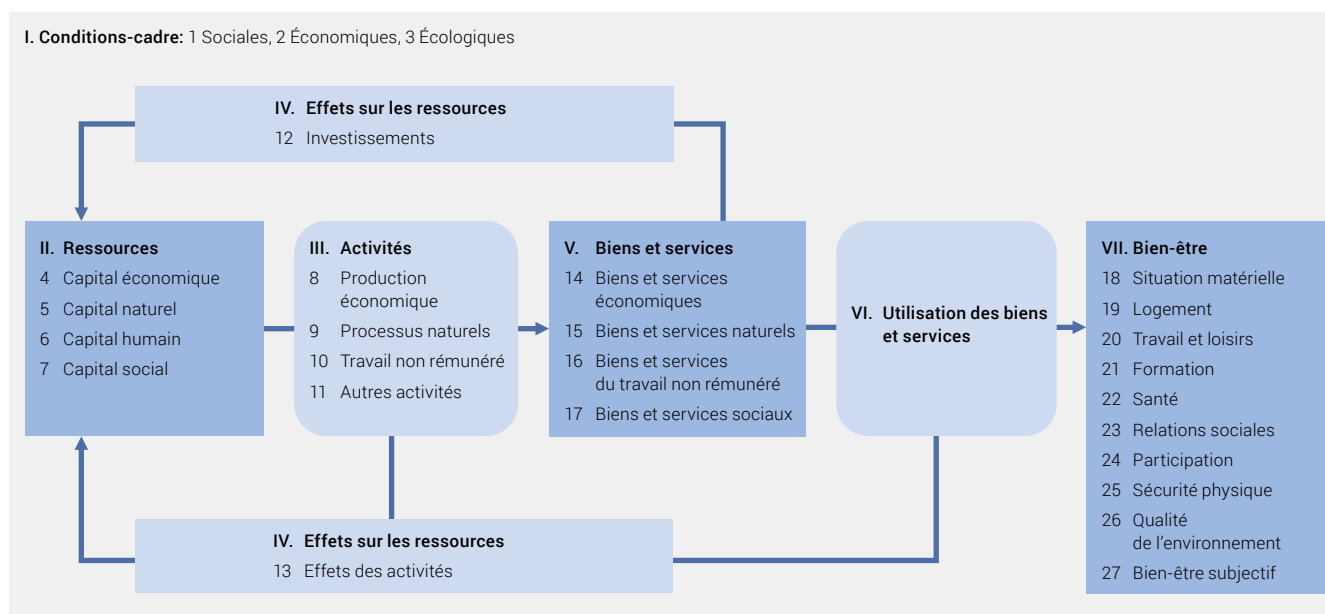 I. Conditions-cadre: 1 Sociales, 2 Économiques, 3 Écologiques
IV. Effets sur les ressources
12 Investissements
II. Ressources
4 Capital économique
5 Capital naturel
6 Capital humain
7 Capital social
III. Activités
8 Production
économique
9 Processus naturels
10 Travail non rémunéré
11 Autres activités
V. Biens et services
14 Biens et services
économiques
15 Biens et services naturels
16 Biens et services
du travail non rémunéré
17 Biens et services sociaux
VI. Utilisation des biens
et services
VII. Bien-être
18 Situation matérielle
19 Logement
20 Travail et loisirs
21 Formation
22 Santé
23 Relations sociales
24 Participation
25 Sécurité physique
26 Qualité
de l’environnement
27 Bien-être subjectif
IV. Effets sur les ressources
13 Effets des activités